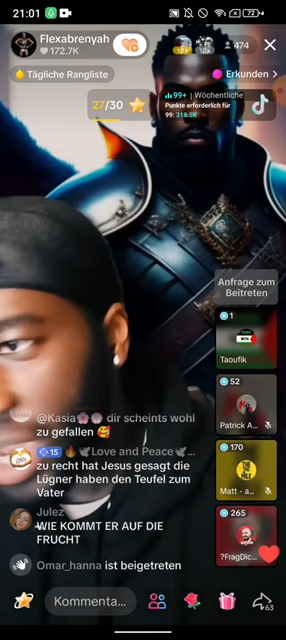 21:01
72
Flexabrenyah
172.7K
474
Tägliche Rangliste
Erkunden >
27/30
99+ | Wöchentliche
Punkte erforderlich für
99: 318.5K
Anfrage zum
Beitreten
1
Taoufik
52
Patrick A...
170
Matt - a...
265
?FragDic...
@Kasia🌸🌸 dir scheints wohl
zu gefallen 🥰
15 🔥🕊Love and Peace 🕊...
zu recht hat Jesus gesagt die
Lügner haben den Teufel zum
Vater
Julez
WIE KOMMT ER AUF DIE
FRUCHT
Omar_hanna ist beigetreten
Kommenta...
63